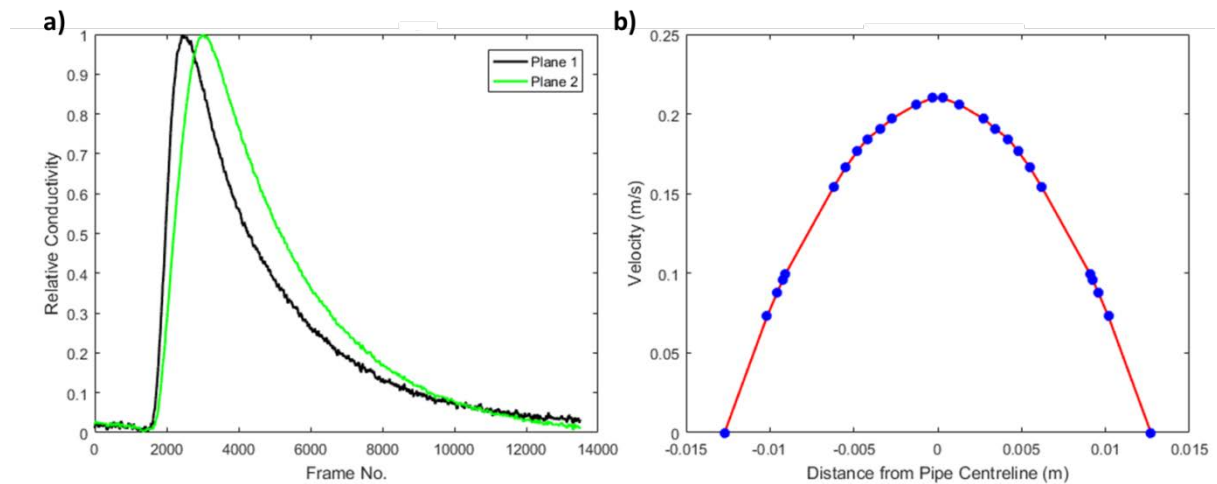 a)
1
0.9
0.8
0.7
0.6
0.5
0.4
0.3
0.2
0.1
0
Relative Conductivity
Plane 1
Plane 2
0 2000 4000 6000 8000 10000 12000 14000
Frame No.
b)
0.25
0.2
0.15
0.1
0.05
0
Velocity (m/s)
-0.015 -0.01 -0.005 0 0.005 0.01 0.015
Distance from Pipe Centreline (m)